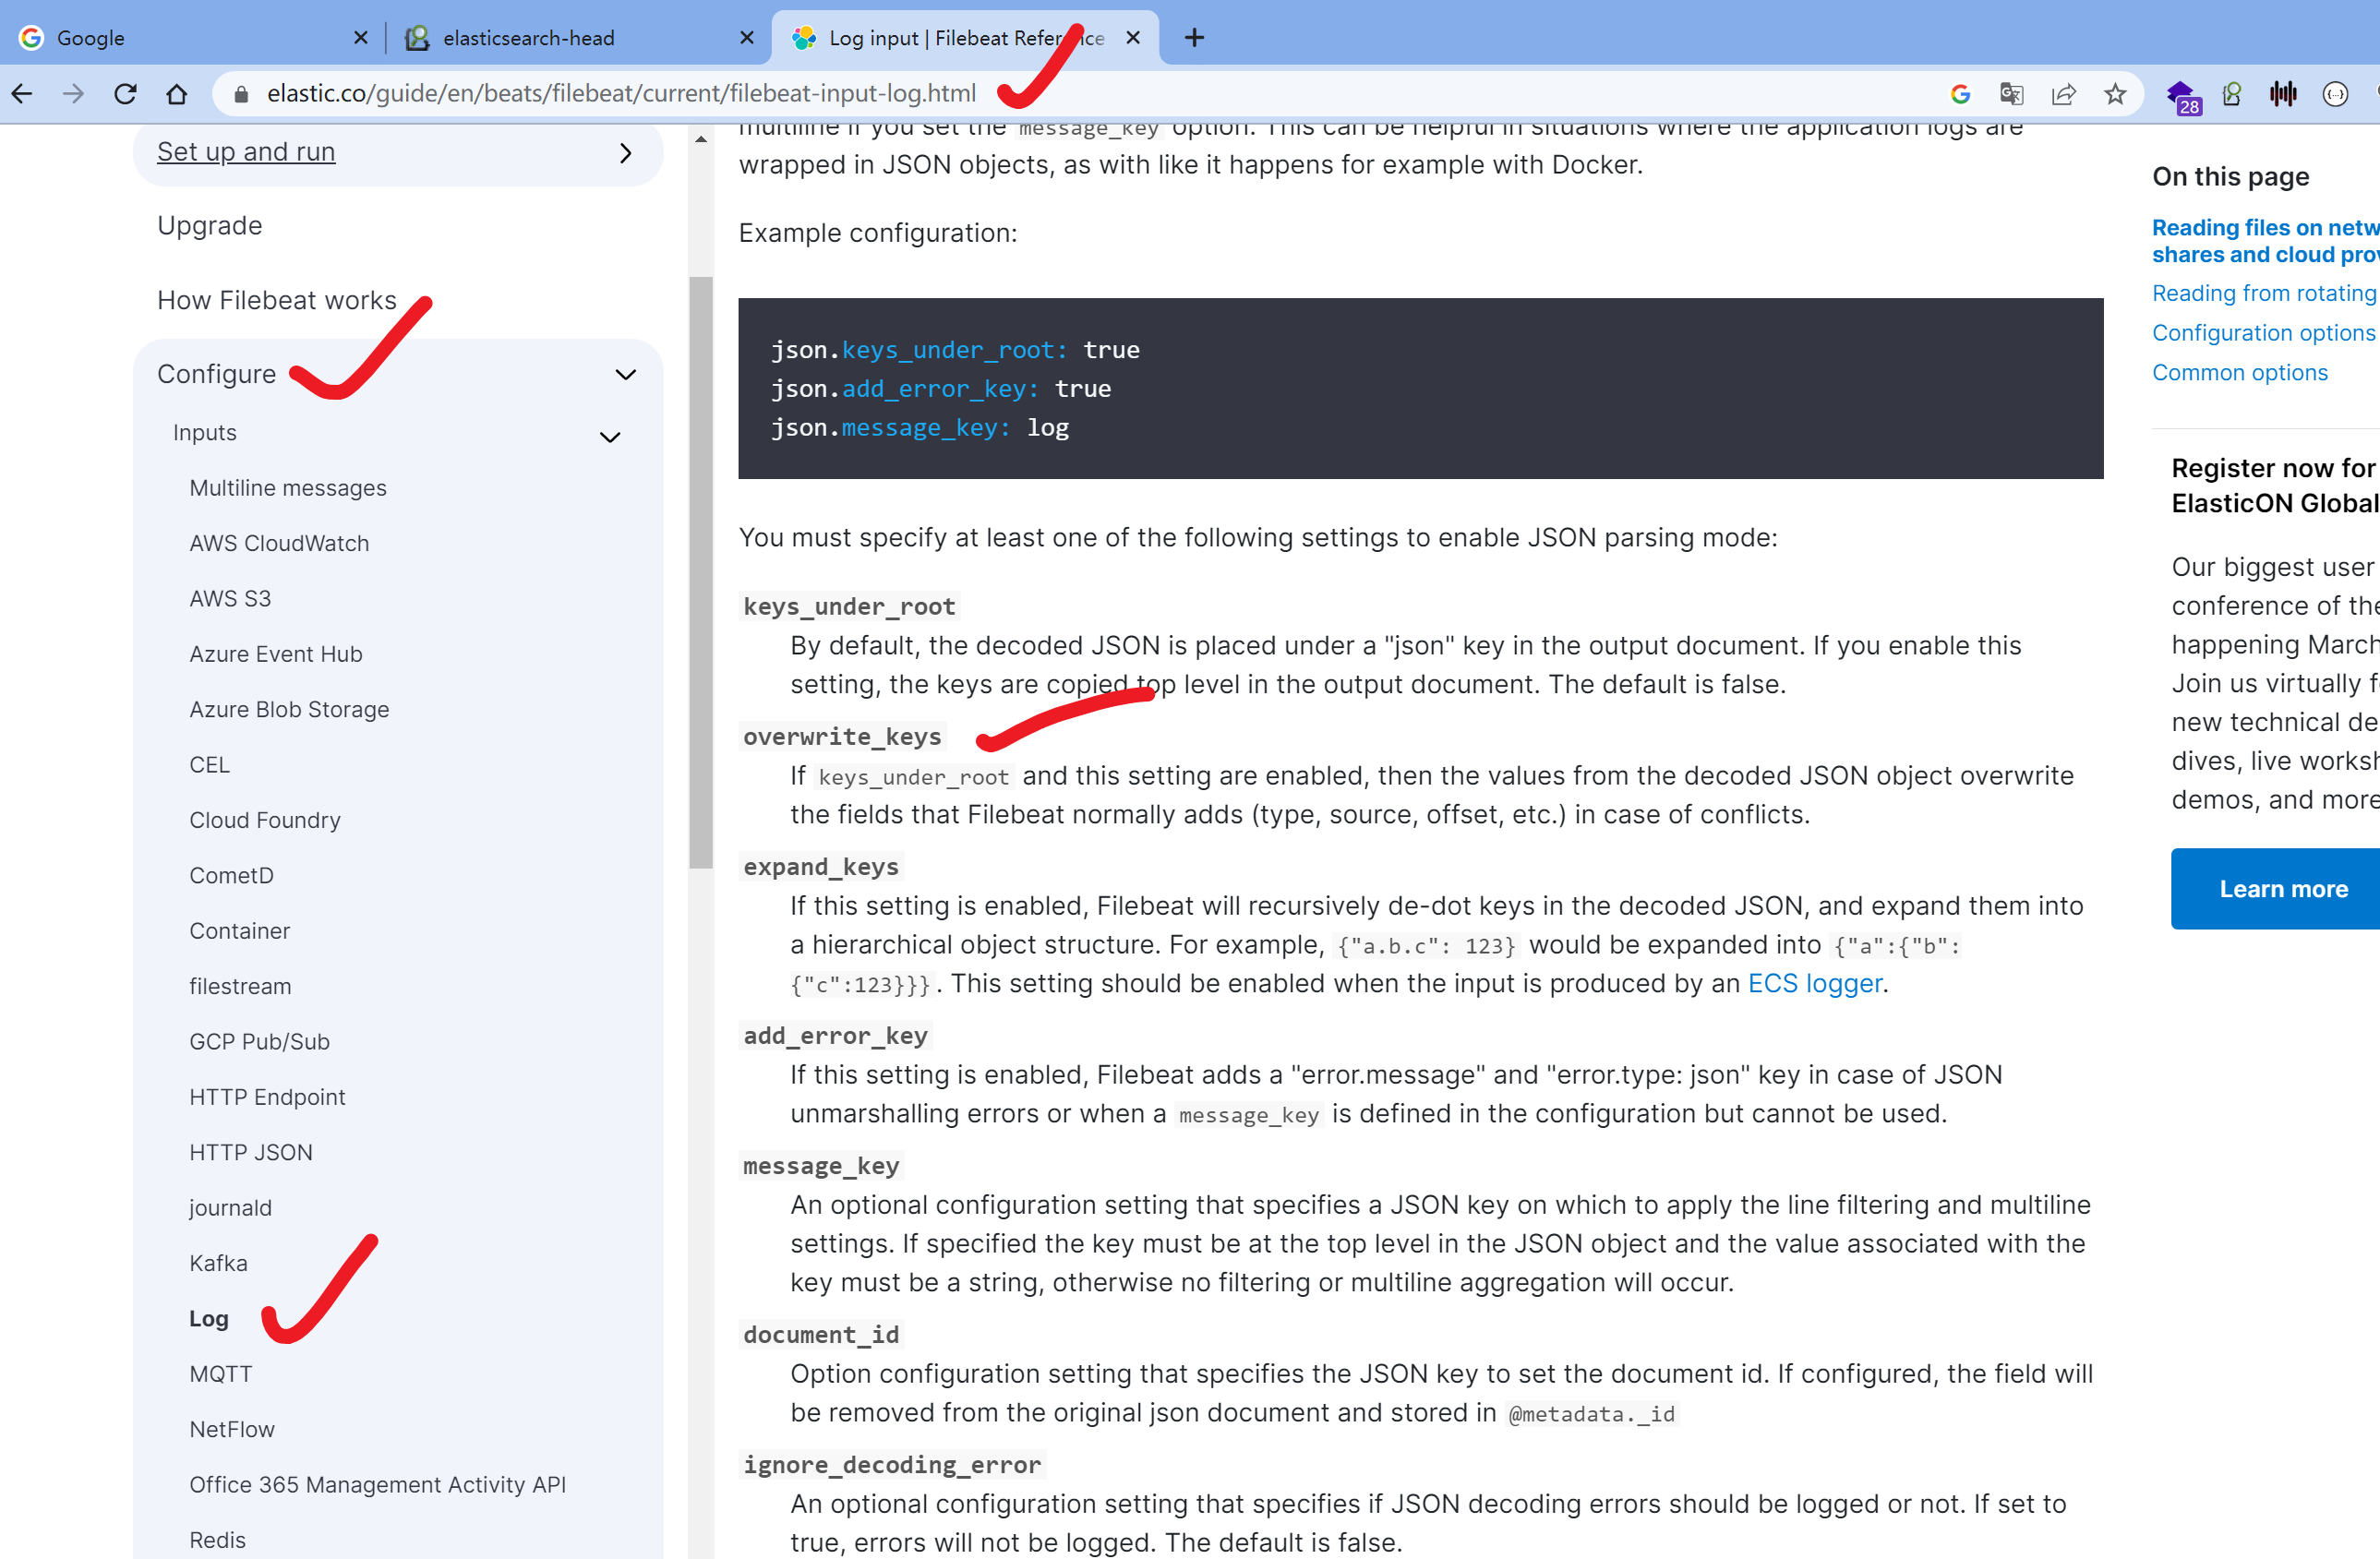 Google
elasticsearch-head
Log input | Filebeat Reference
elastic.co/guide/en/beats/filebeat/current/filebeat-input-log.html
28
Set up and run
Upgrade
How Filebeat works
Configure
Inputs
Multiline messages
AWS CloudWatch
AWS S3
Azure Event Hub
Azure Blob Storage
CEL
Cloud Foundry
CometD
Container
filestream
GCP Pub/Sub
HTTP Endpoint
HTTP JSON
journald
Kafka
Log
MQTT
NetFlow
Office 365 Management Activity API
Redis
multiline if you set the message_key option. This can be helpful in situations where the application logs are
wrapped in JSON objects, as with like it happens for example with Docker.
Example configuration:
json.keys_under_root: true
json.add_error_key: true
json.message_key: log
You must specify at least one of the following settings to enable JSON parsing mode:
keys_under_root
By default, the decoded JSON is placed under a "json" key in the output document. If you enable this
setting, the keys are copied top level in the output document. The default is false.
overwrite_keys
If keys_under_root and this setting are enabled, then the values from the decoded JSON object overwrite
the fields that Filebeat normally adds (type, source, offset, etc.) in case of conflicts.
expand_keys
If this setting is enabled, Filebeat will recursively de-dot keys in the decoded JSON, and expand them into
a hierarchical object structure. For example, {"a.b.c": 123} would be expanded into {"a":{"b":
{"c":123}}}. This setting should be enabled when the input is produced by an ECS logger.
add_error_key
If this setting is enabled, Filebeat adds a "error.message" and "error.type: json" key in case of JSON
unmarshalling errors or when a message_key is defined in the configuration but cannot be used.
message_key
An optional configuration setting that specifies a JSON key on which to apply the line filtering and multiline
settings. If specified the key must be at the top level in the JSON object and the value associated with the
key must be a string, otherwise no filtering or multiline aggregation will occur.
document_id
Option configuration setting that specifies the JSON key to set the document id. If configured, the field will
be removed from the original json document and stored in @metadata._id
ignore_decoding_error
An optional configuration setting that specifies if JSON decoding errors should be logged or not. If set to
true, errors will not be logged. The default is false.
On this page
Reading files on netw
shares and cloud prov
Reading from rotating
Configuration options
Common options
Register now for
ElasticON Global
Our biggest user
conference of the
happening March
Join us virtually f
new technical de
dives, live worksh
demos, and more
Learn more